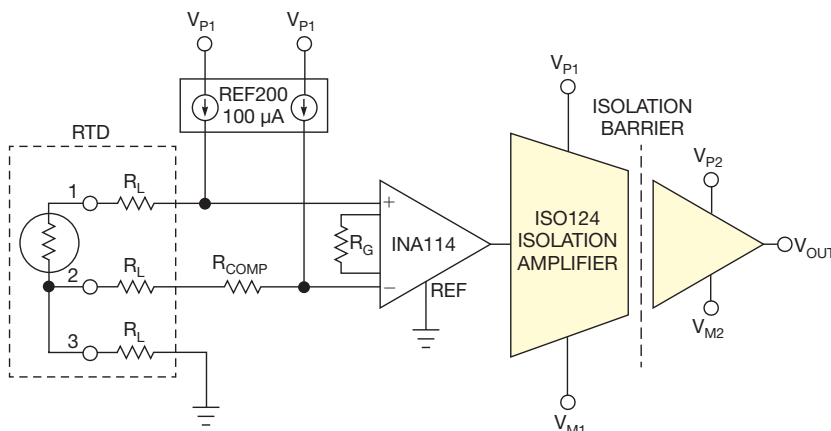 V_P1
V_P1
REF200
100 µA
RTD
1
R_L
2
R_L
R_COMP
3
R_L
+
R_G
INA114
−
REF
V_P1
ISOLATION
BARRIER
ISO124
ISOLATION
AMPLIFIER
V_M1
V_P2
V_OUT
V_M2